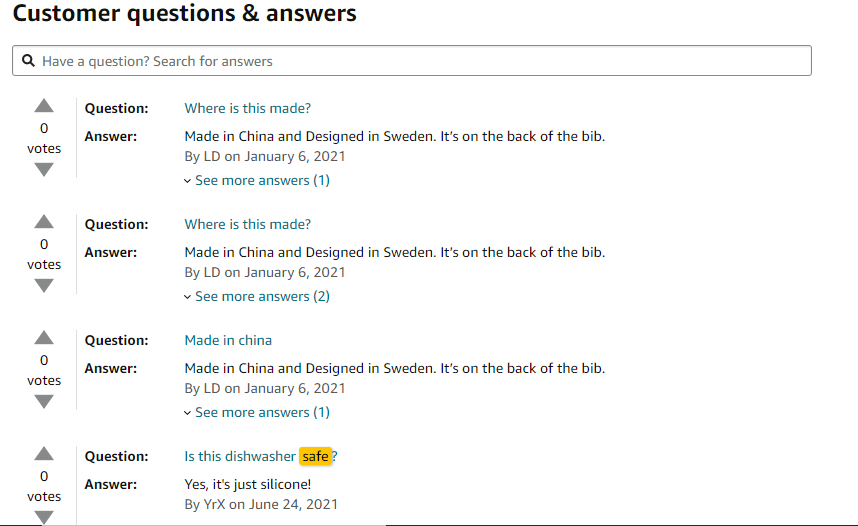 Customer questions & answers
Have a question? Search for answers
0
votes
Question: Where is this made?
Answer: Made in China and Designed in Sweden. It’s on the back of the bib.
By LD on January 6, 2021
See more answers (1)
0
votes
Question: Where is this made?
Answer: Made in China and Designed in Sweden. It’s on the back of the bib.
By LD on January 6, 2021
See more answers (2)
0
votes
Question: Made in china
Answer: Made in China and Designed in Sweden. It’s on the back of the bib.
By LD on January 6, 2021
See more answers (1)
0
votes
Question: Is this dishwasher safe?
Answer: Yes, it's just silicone!
By YrX on June 24, 2021